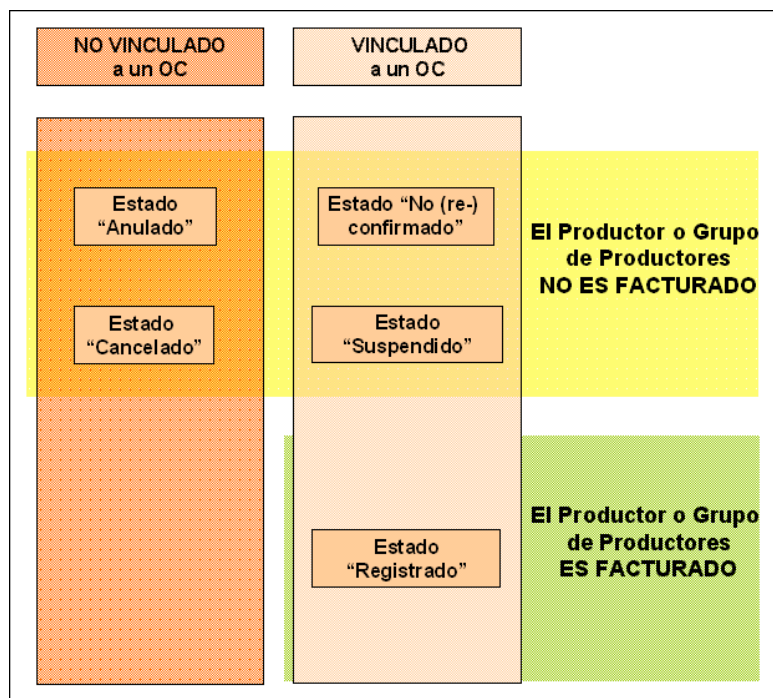 NO VINCULADO
a un OC
VINCULADO
a un OC
Estado
“Anulado”
Estado “No (re-)
confirmado”
El Productor o Grupo
de Productores
NO ES FACTURADO
Estado
“Cancelado”
Estado
“Suspendido”
El Productor o Grupo
de Productores
ES FACTURADO
Estado
“Registrado”